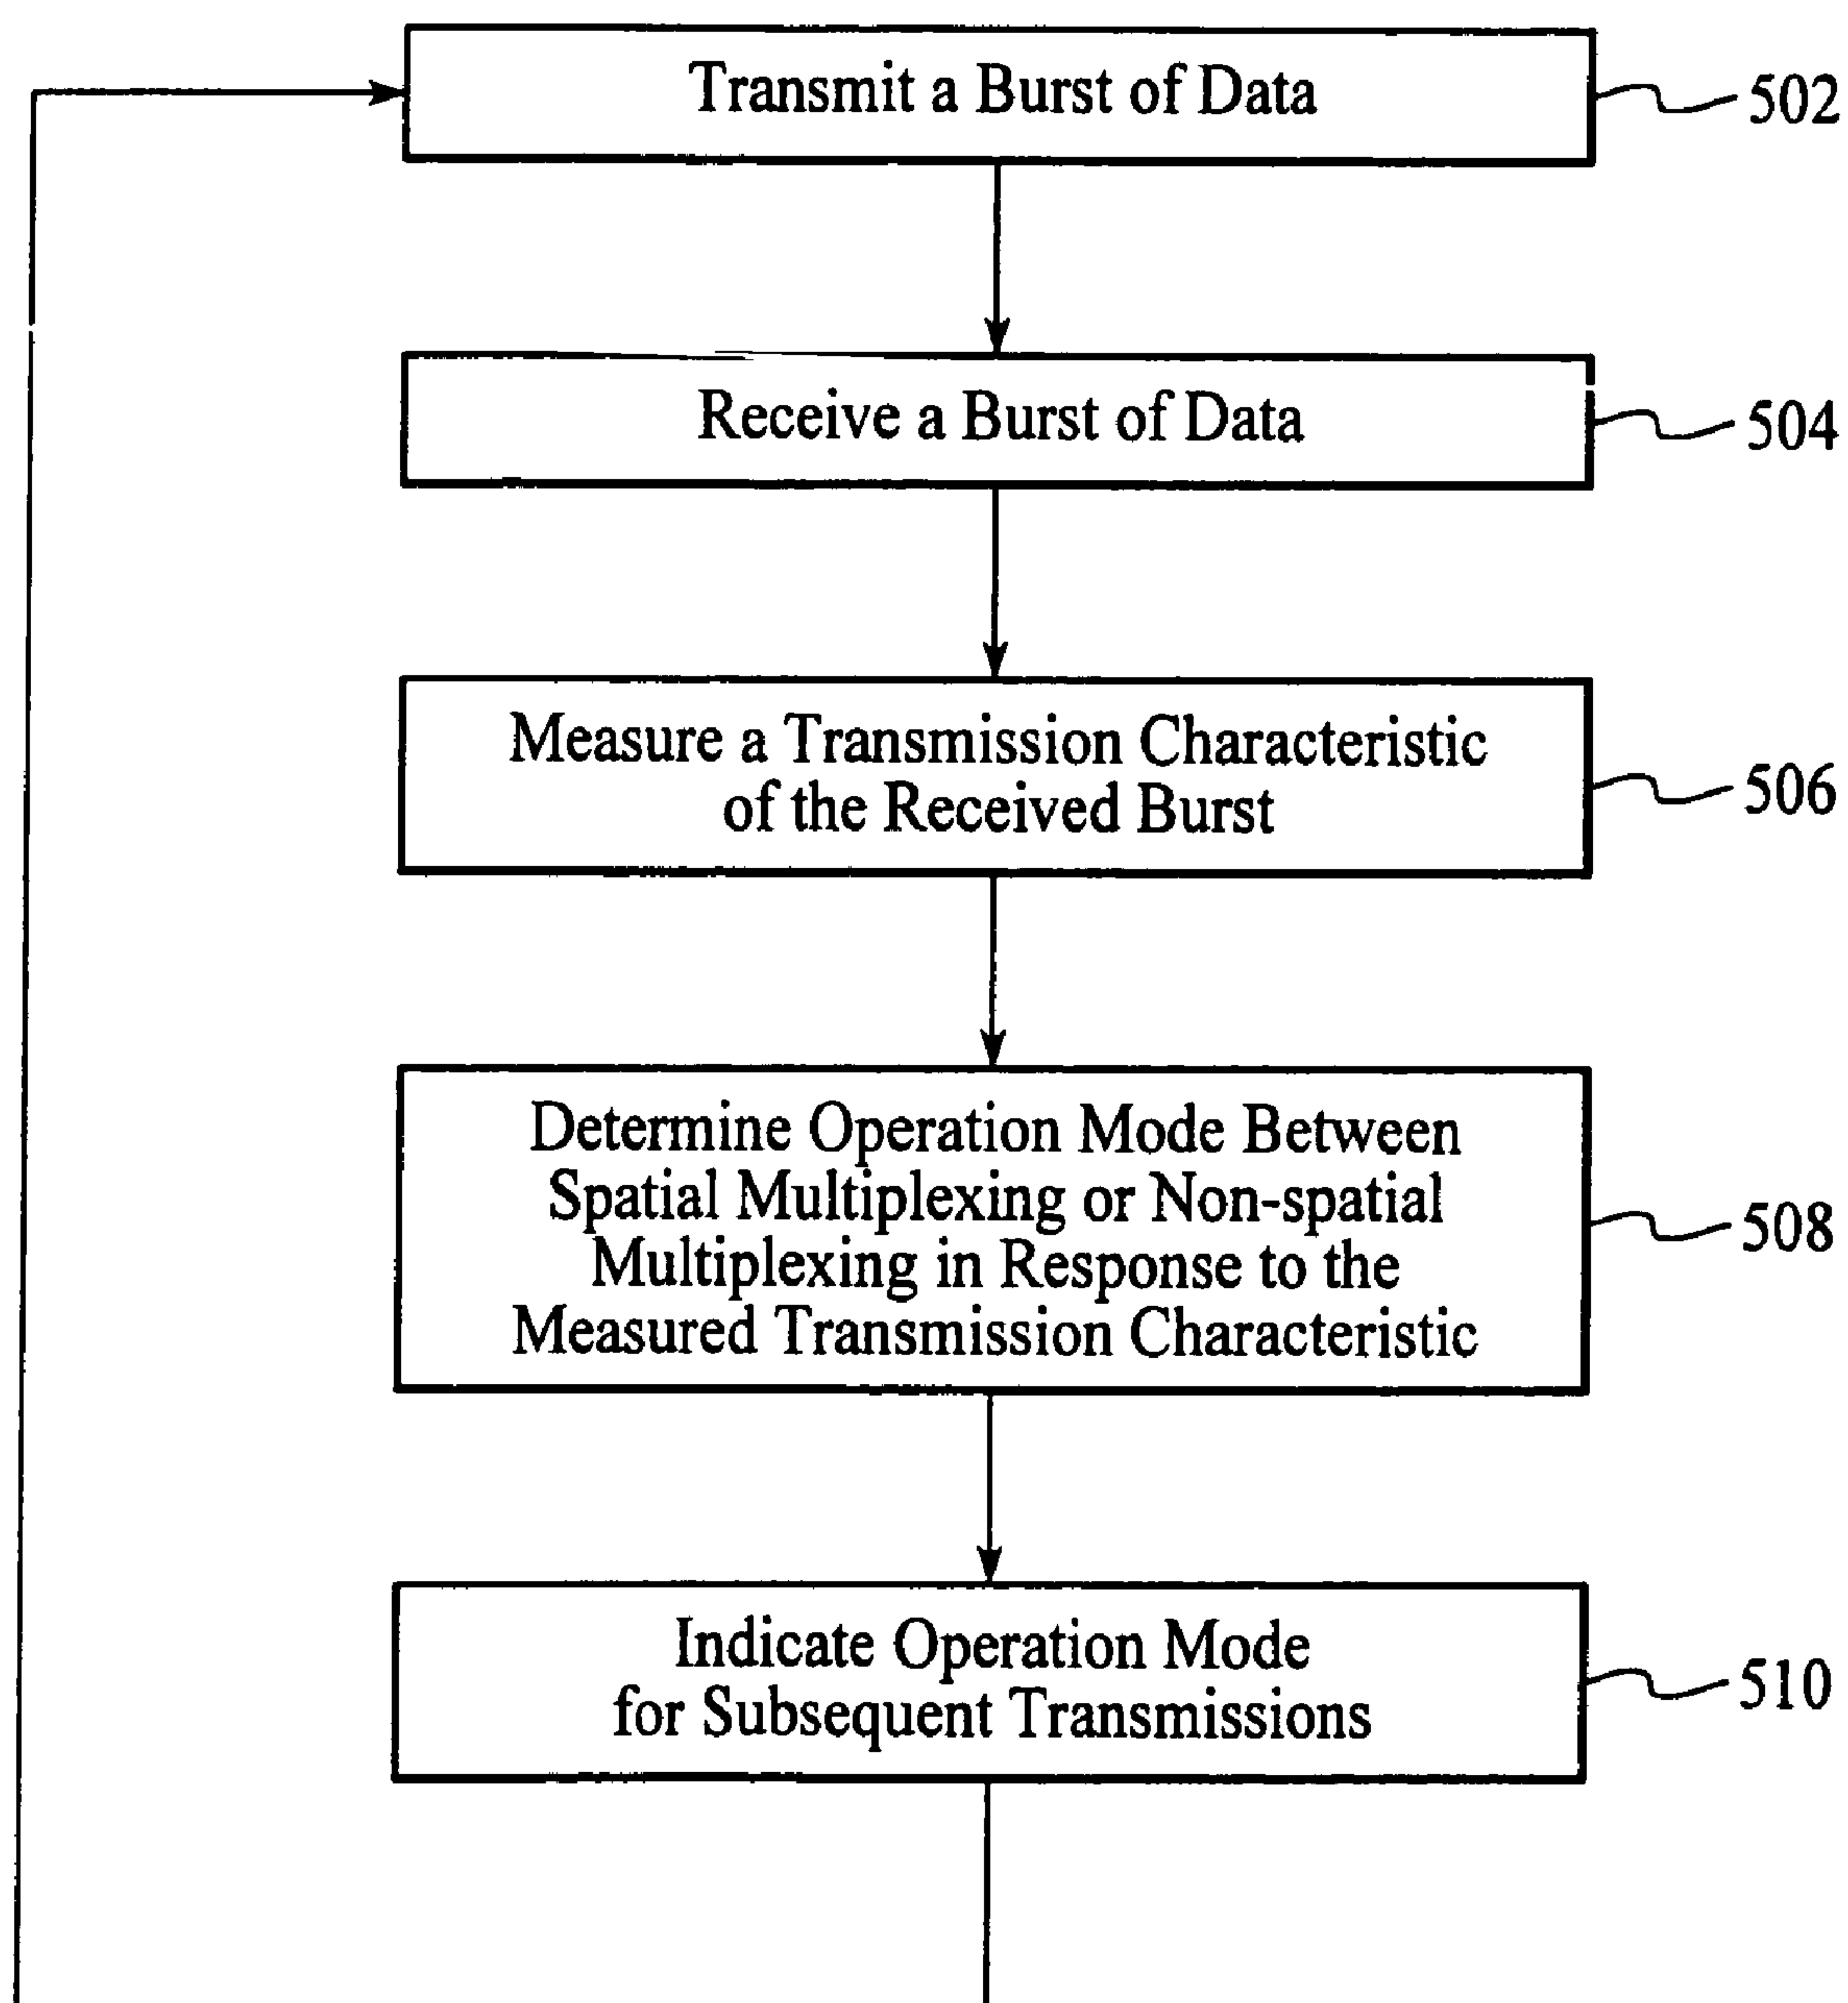 Transmit a Burst of Data
502
Receive a Burst of Data
504
Measure a Transmission Characteristic
of the Received Burst
506
Determine Operation Mode Between
Spatial Multiplexing or Non-spatial
Multiplexing in Response to the
Measured Transmission Characteristic
508
Indicate Operation Mode
for Subsequent Transmissions
510